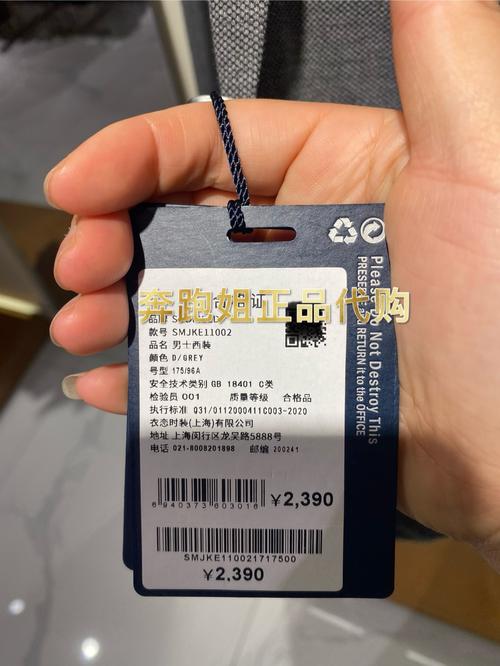 奔跑姐正品代购
款号 SMJKE11002
品名 男士西装
颜色 D/GREY
号型 175/96A
安全技术类别 GB 18401 C类
检验员 001 质量等级 合格品
执行标准 Q31/0112000411C003-2020
衣恋时装(上海)有限公司
地址 上海闵行区龙吴路5888号
电话 021-8008201898 邮编 200241
6940373603016
¥2,390
SMJKE110021717500
¥2,390
Please Do Not Destroy This
PRESENT and RETURN it to the OFFICE